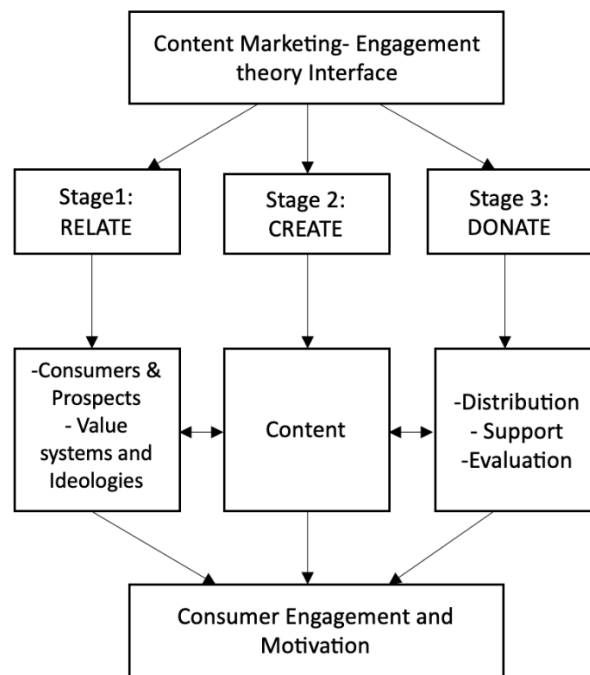 Content Marketing- Engagement
theory Interface
Stage1:
RELATE
Stage 2:
CREATE
Stage 3:
DONATE
-Consumers &
Prospects
- Value
systems and
Ideologies
Content
-Distribution
- Support
-Evaluation
Consumer Engagement and
Motivation